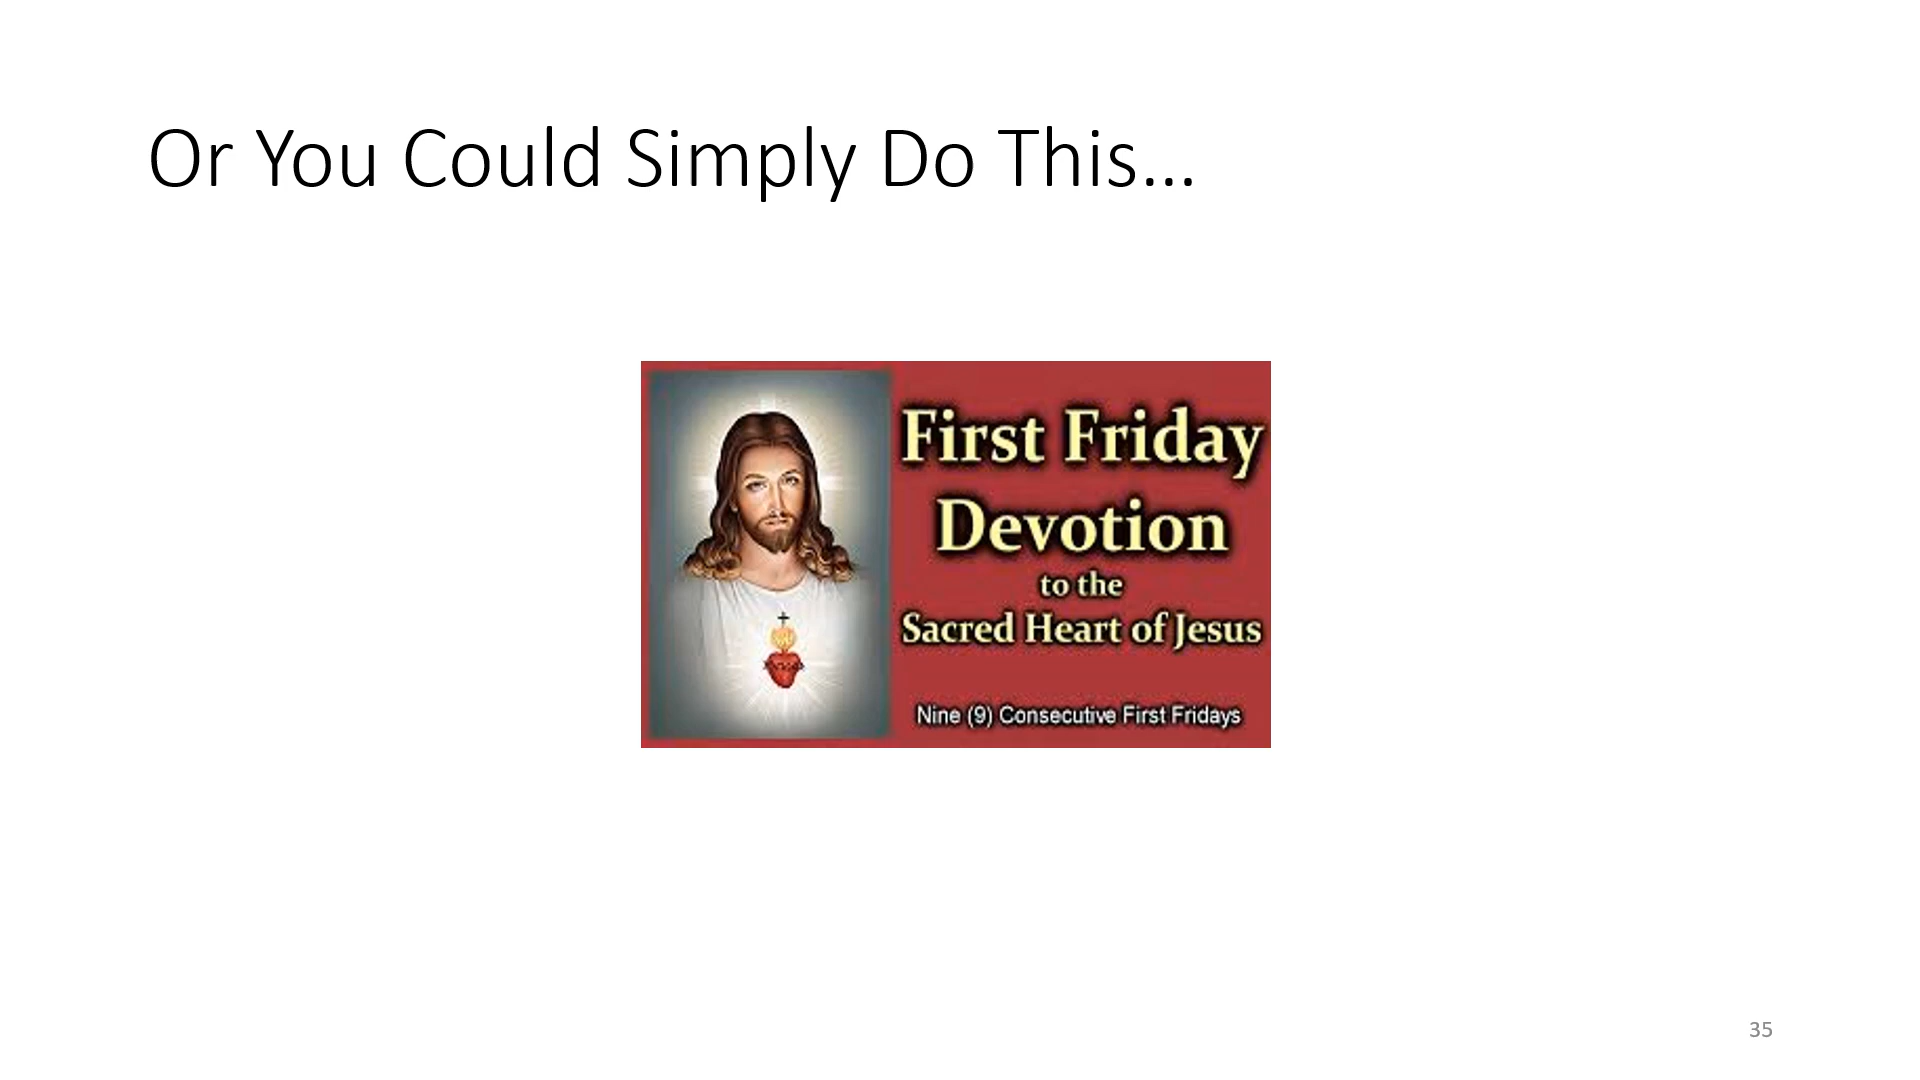 Or You Could Simply Do This...
First Friday
Devotion
to the
Sacred Heart of Jesus
Nine (9) Consecutive First Fridays
35